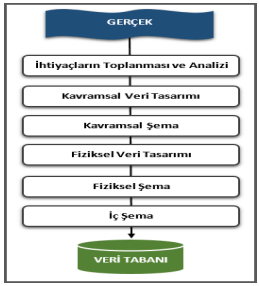 GERÇEK
İhtiyaçların Toplanması ve Analizi
Kavramsal Veri Tasarımı
Kavramsal Şema
Fiziksel Veri Tasarımı
Fiziksel Şema
İç Şema
VERİ TABANI